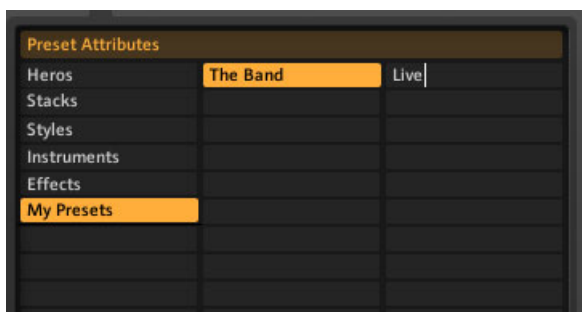 Preset Attributes
Heros The Band Live
Stacks
Styles
Instruments
Effects
My Presets